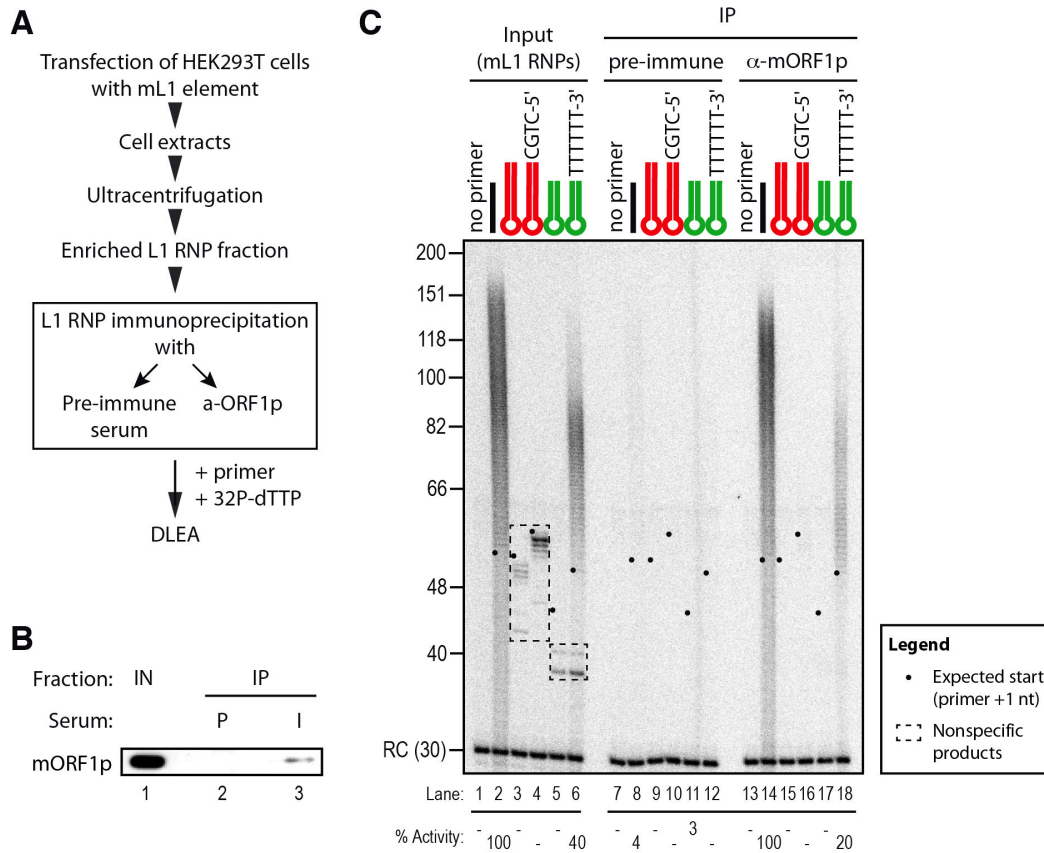 A
Transfection of HEK293T cells
with mL1 element
Cell extracts
Ultracentrifugation
Enriched L1 RNP fraction
L1 RNP immunoprecipitation
with
Pre-immune
serum
a-ORF1p
+ primer
+ 32P-dTTP
DLEA
B
Fraction: IN IP
Serum: P I
mORF1p
1 2 3
C
Input
(mL1 RNPs)
IP
pre-immune
α-mORF1p
no primer
CGTC-5'
TTTTTT-3'
no primer
CGTC-5'
TTTTTT-3'
no primer
CGTC-5'
TTTTTT-3'
200
151
118
100
82
66
48
40
RC (30)
Lane: 1 2 3 4 5 6 7 8 9 10 11 12 13 14 15 16 17 18
% Activity: - 100 - - - 40 - 4 - - 3 - - 100 - - - 20
Legend
Expected start
(primer +1 nt)
Nonspecific
products